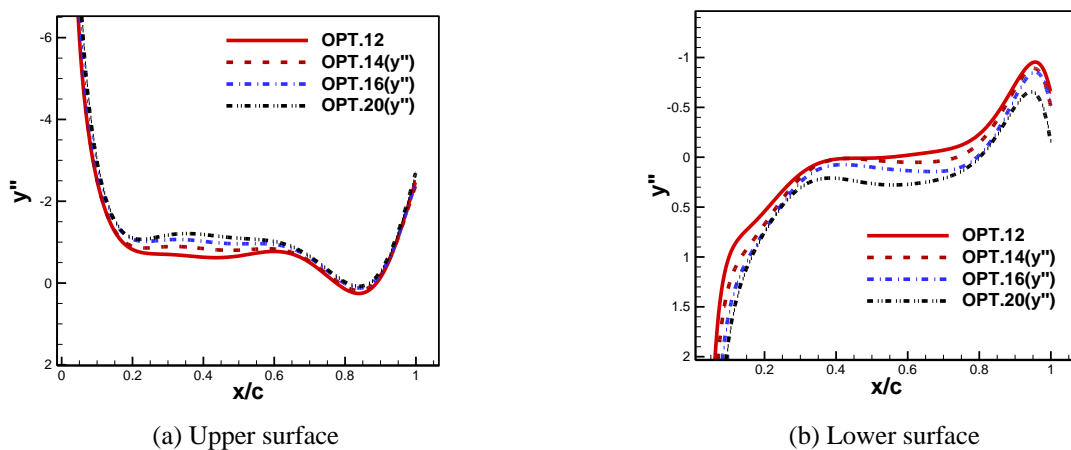 -6
-4
-2
0
2
y"
0
0.2
0.4
0.6
0.8
1
x/c
OPT.12
OPT.14(y")
OPT.16(y")
OPT.20(y")
(a) Upper surface
-1
-0.5
0
0.5
1
1.5
2
y"
0.2
0.4
0.6
0.8
1
x/c
OPT.12
OPT.14(y")
OPT.16(y")
OPT.20(y")
(b) Lower surface